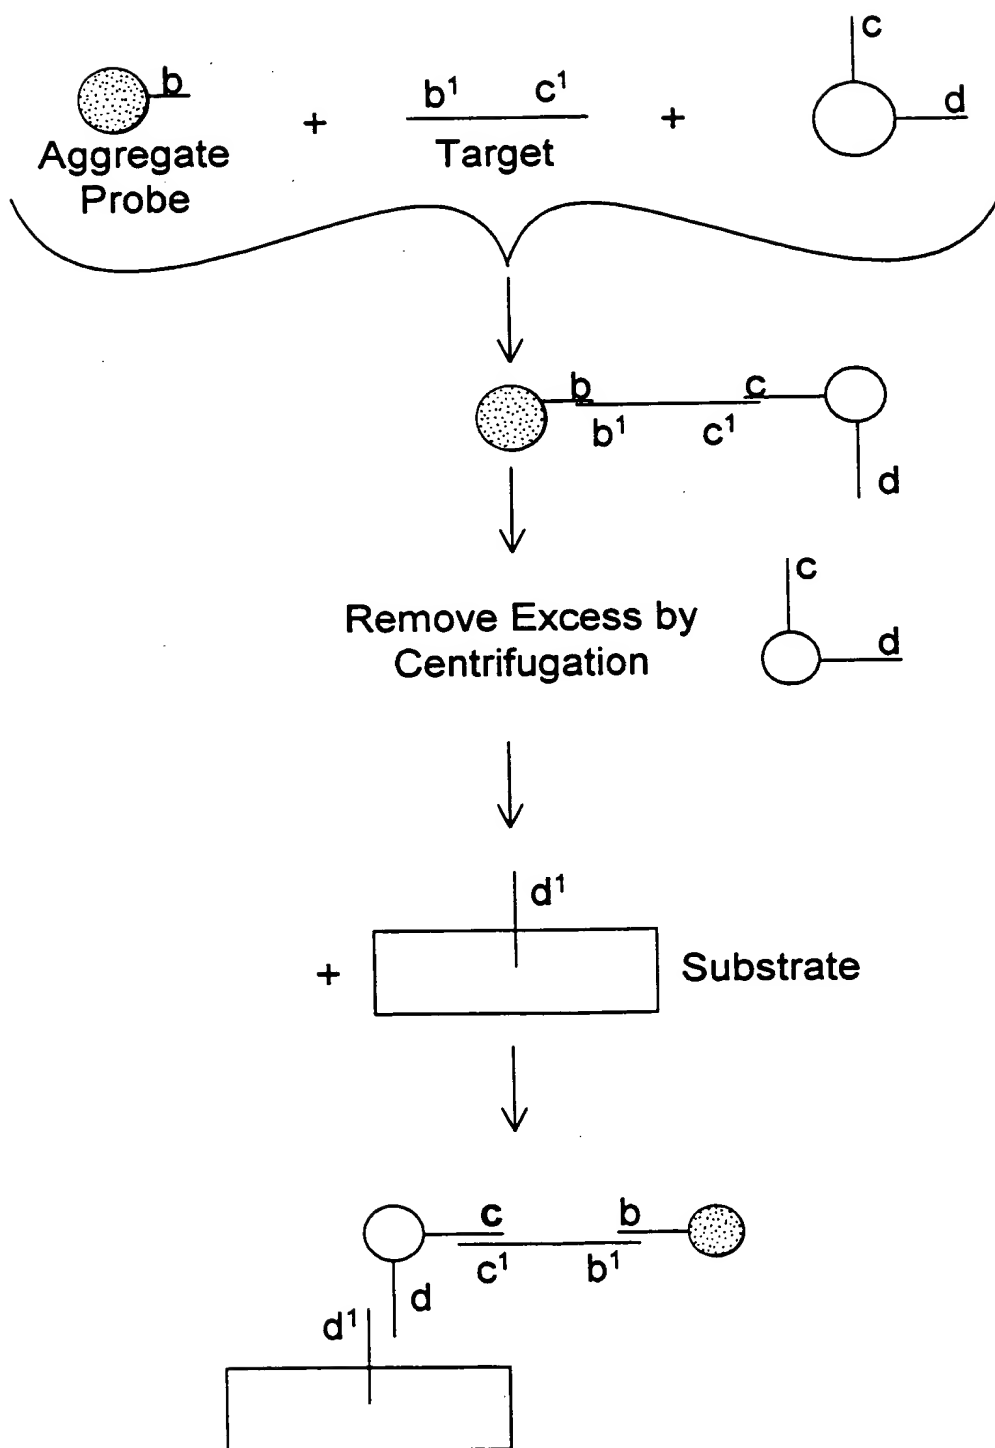 c
b
b¹ c¹
d
+
+
Aggregate
Probe
Target
b
c
b¹
c¹
d
c
Remove Excess by
Centrifugation
d
d¹
+
Substrate
c
b
c¹
b¹
d
d¹